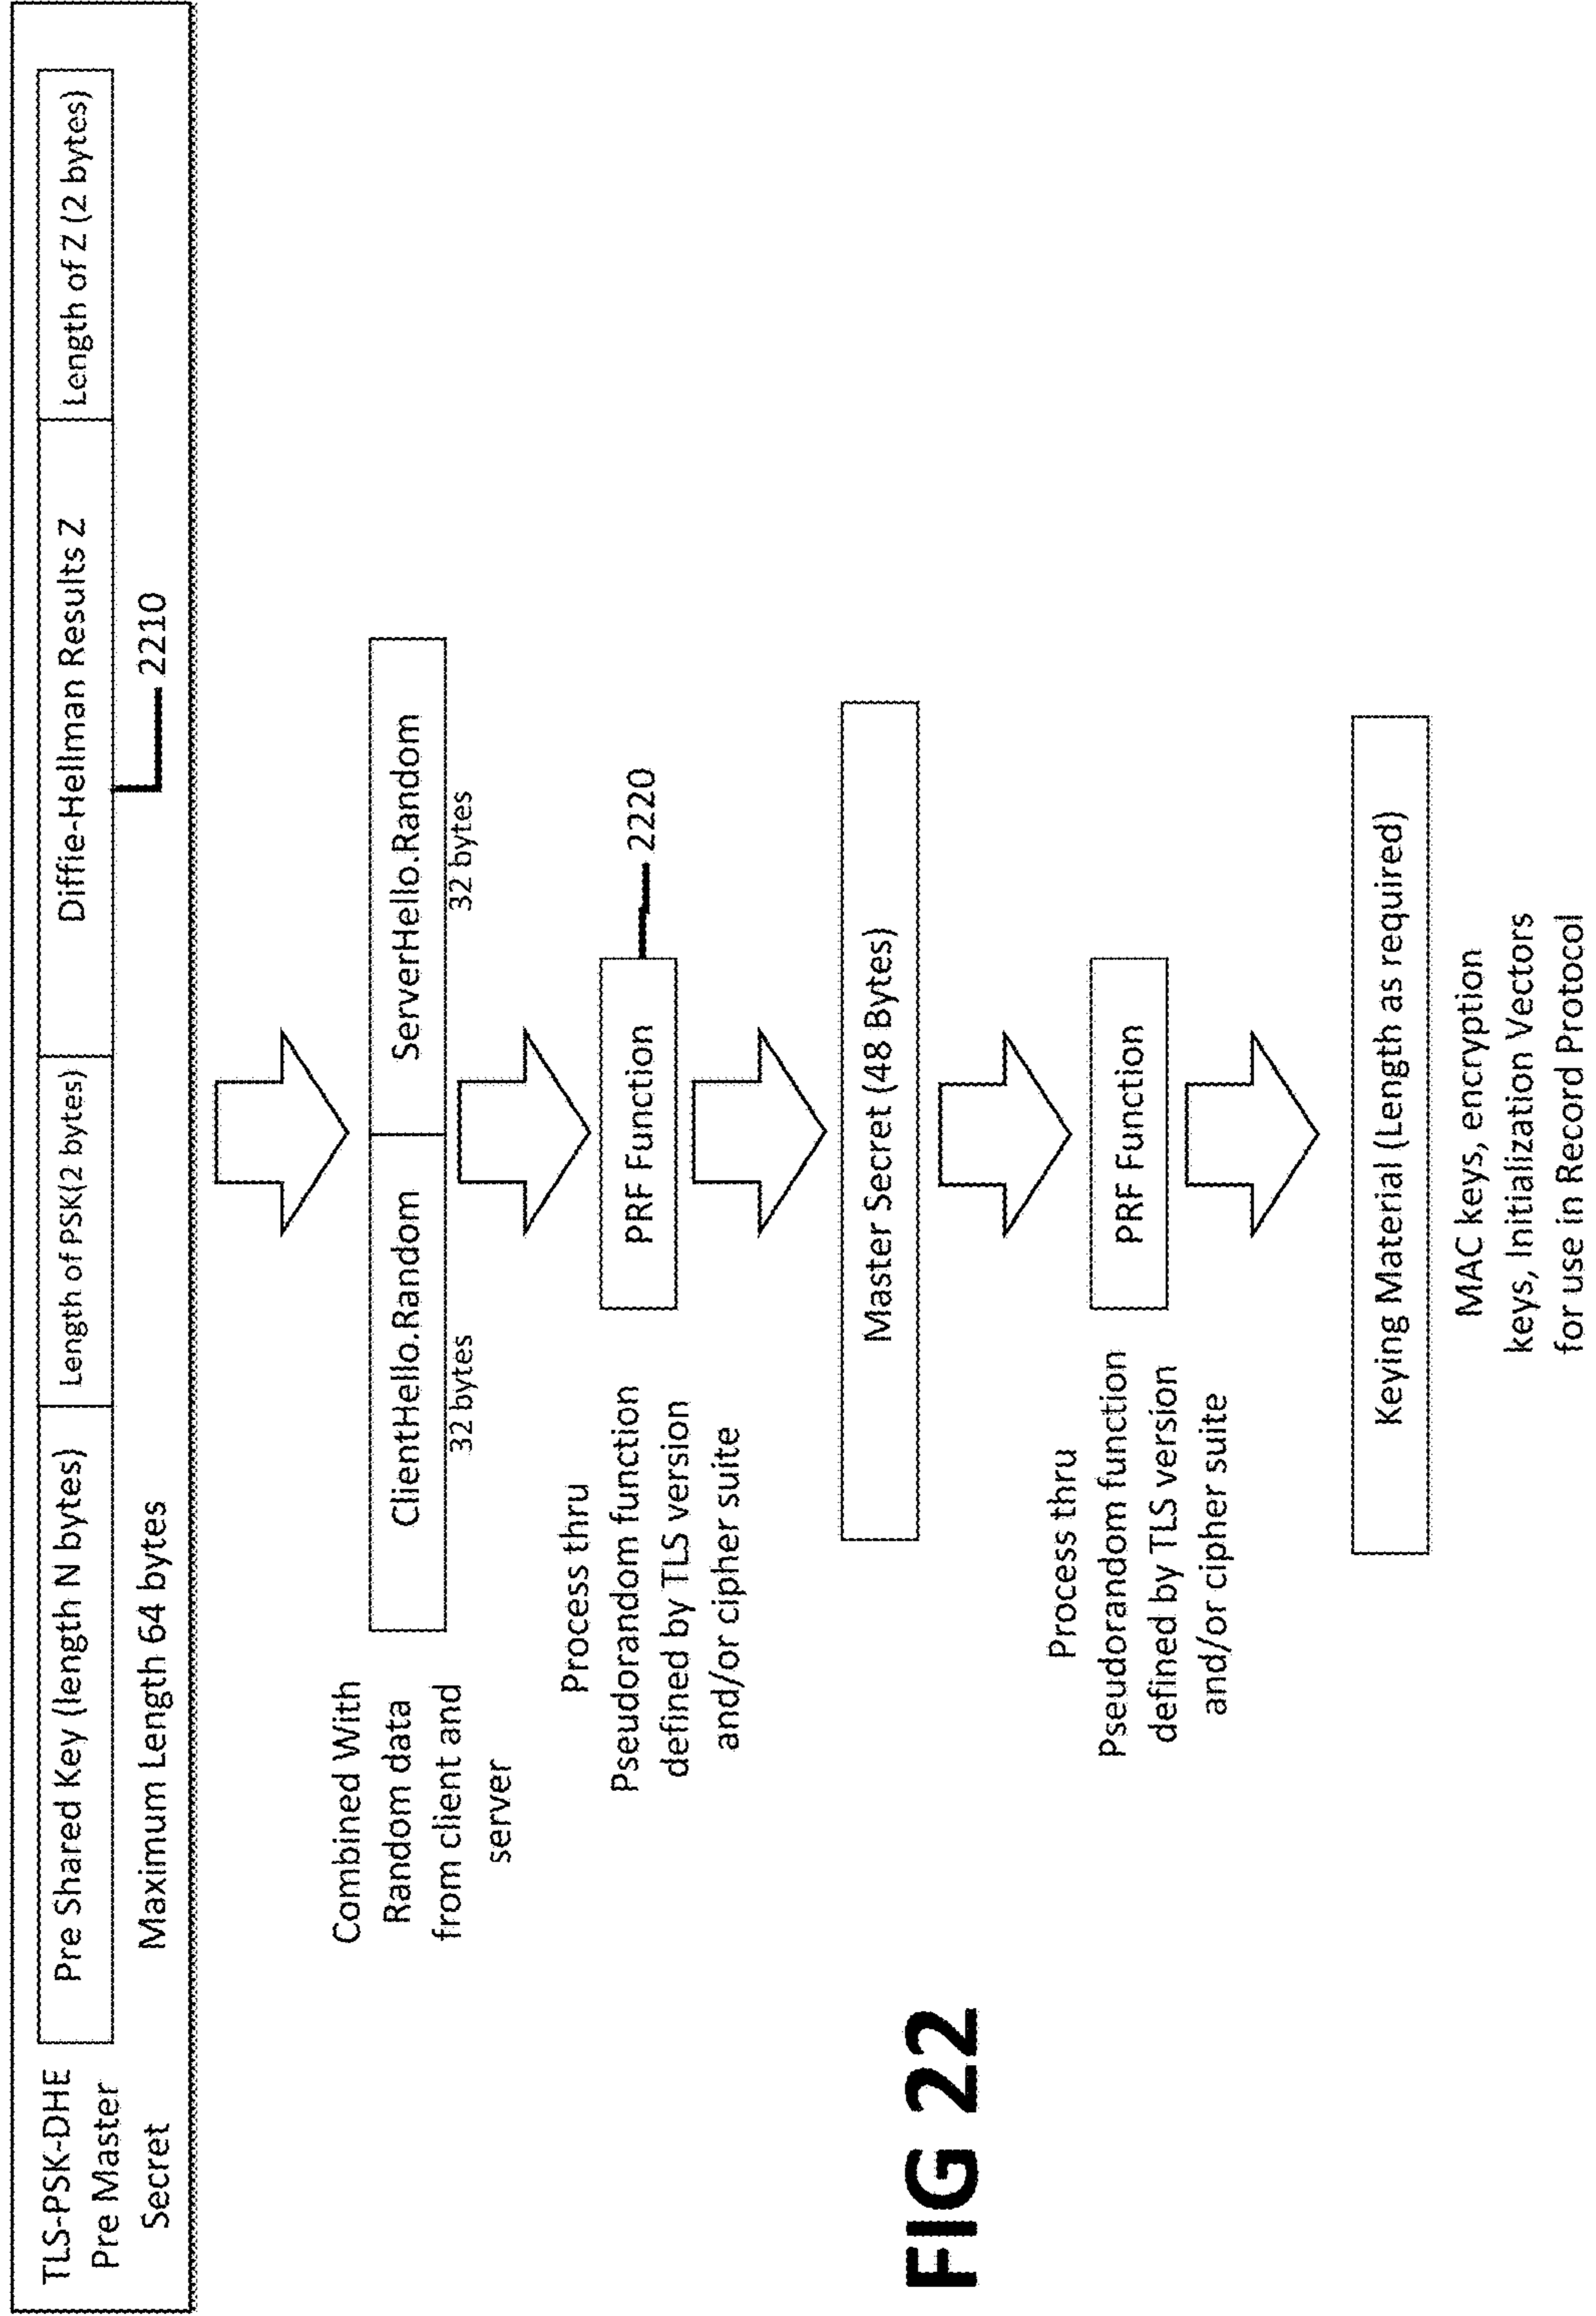 TLS-PSK-DHE
Pre Master
Secret
Pre Shared Key (length N bytes)
Length of PSK(2 bytes)
Diffie-Hellman Results Z
Length of Z (2 bytes)
Maximum Length 64 bytes
2210
Combined With
Random data
from client and
server
ClientHello.Random
ServerHello.Random
32 bytes
32 bytes
Process thru
Pseudorandom function
defined by TLS version
and/or cipher suite
PRF Function
2220
Master Secret (48 Bytes)
Process thru
Pseudorandom function
defined by TLS version
and/or cipher suite
PRF Function
Keying Material (Length as required)
MAC keys, encryption
keys, Initialization Vectors
for use in Record Protocol
FIG 22